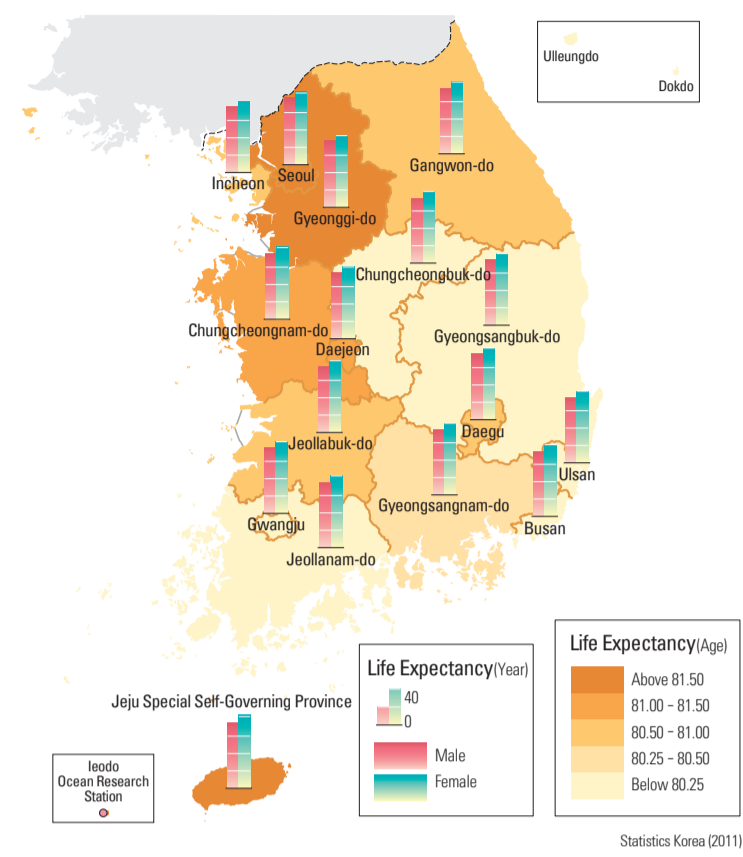 Ulleungdo
Dokdo
Gangwon-do
Incheon
Seoul
Gyeonggi-do
Chungcheongbuk-do
Chungcheongnam-do
Gyeongsangbuk-do
Daejeon
Daegu
Jeollabuk-do
Ulsan
Gyeongsangnam-do
Gwangju
Busan
Jeollanam-do
Jeju Special Self-Governing Province
Ieodo
Ocean Research
Station
Life Expectancy(Year)
40
0
Male
Female
Life Expectancy(Age)
Above 81.50
81.00 - 81.50
80.50 - 81.00
80.25 - 80.50
Below 80.25
Statistics Korea (2011)